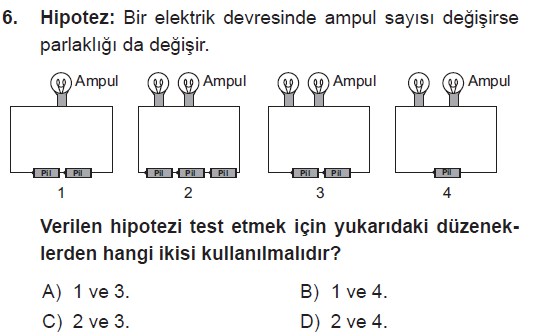 6. Hipotez: Bir elektrik devresinde ampul sayısı değişirse
parlaklığı da değişir.
Ampul Ampul Ampul Ampul
Pil Pil Pil Pil Pil Pil Pil Pil
1 2 3 4
Verilen hipotezi test etmek için yukarıdaki düzenek-
lerden hangi ikisi kullanılmalıdır?
A) 1 ve 3. B) 1 ve 4.
C) 2 ve 3. D) 2 ve 4.